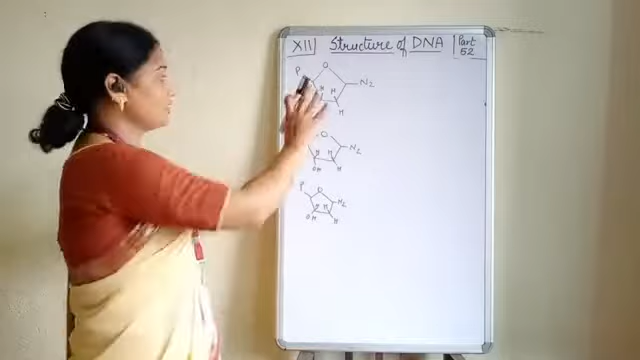 XII Structure of DNA Part 52
P O
N2
H H
H
O
N2
H H
OH H
P O
N2
H H
OH H